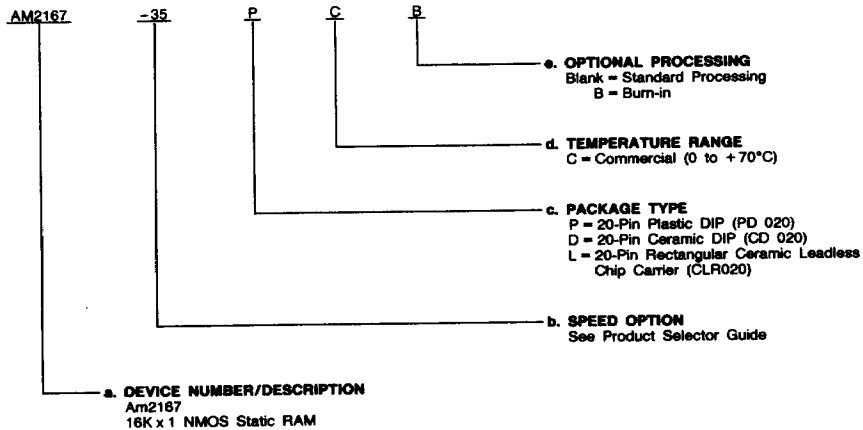 AM2167 -35 P C B
e. OPTIONAL PROCESSING
Blank = Standard Processing
B = Burn-in
d. TEMPERATURE RANGE
C = Commercial (0 to +70°C)
c. PACKAGE TYPE
P = 20-Pin Plastic DIP (PD 020)
D = 20-Pin Ceramic DIP (CD 020)
L = 20-Pin Rectangular Ceramic Leadless
Chip Carrier (CLR020)
b. SPEED OPTION
See Product Selector Guide
a. DEVICE NUMBER/DESCRIPTION
Am2167
16K x 1 NMOS Static RAM